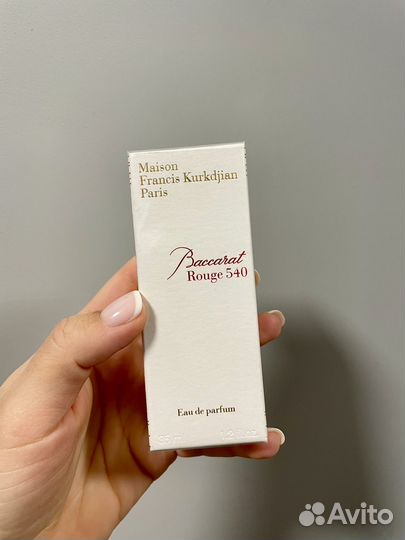 Maison
Francis Kurkdjian
Paris
Baccarat
Rouge 540
Eau de parfum
Avito